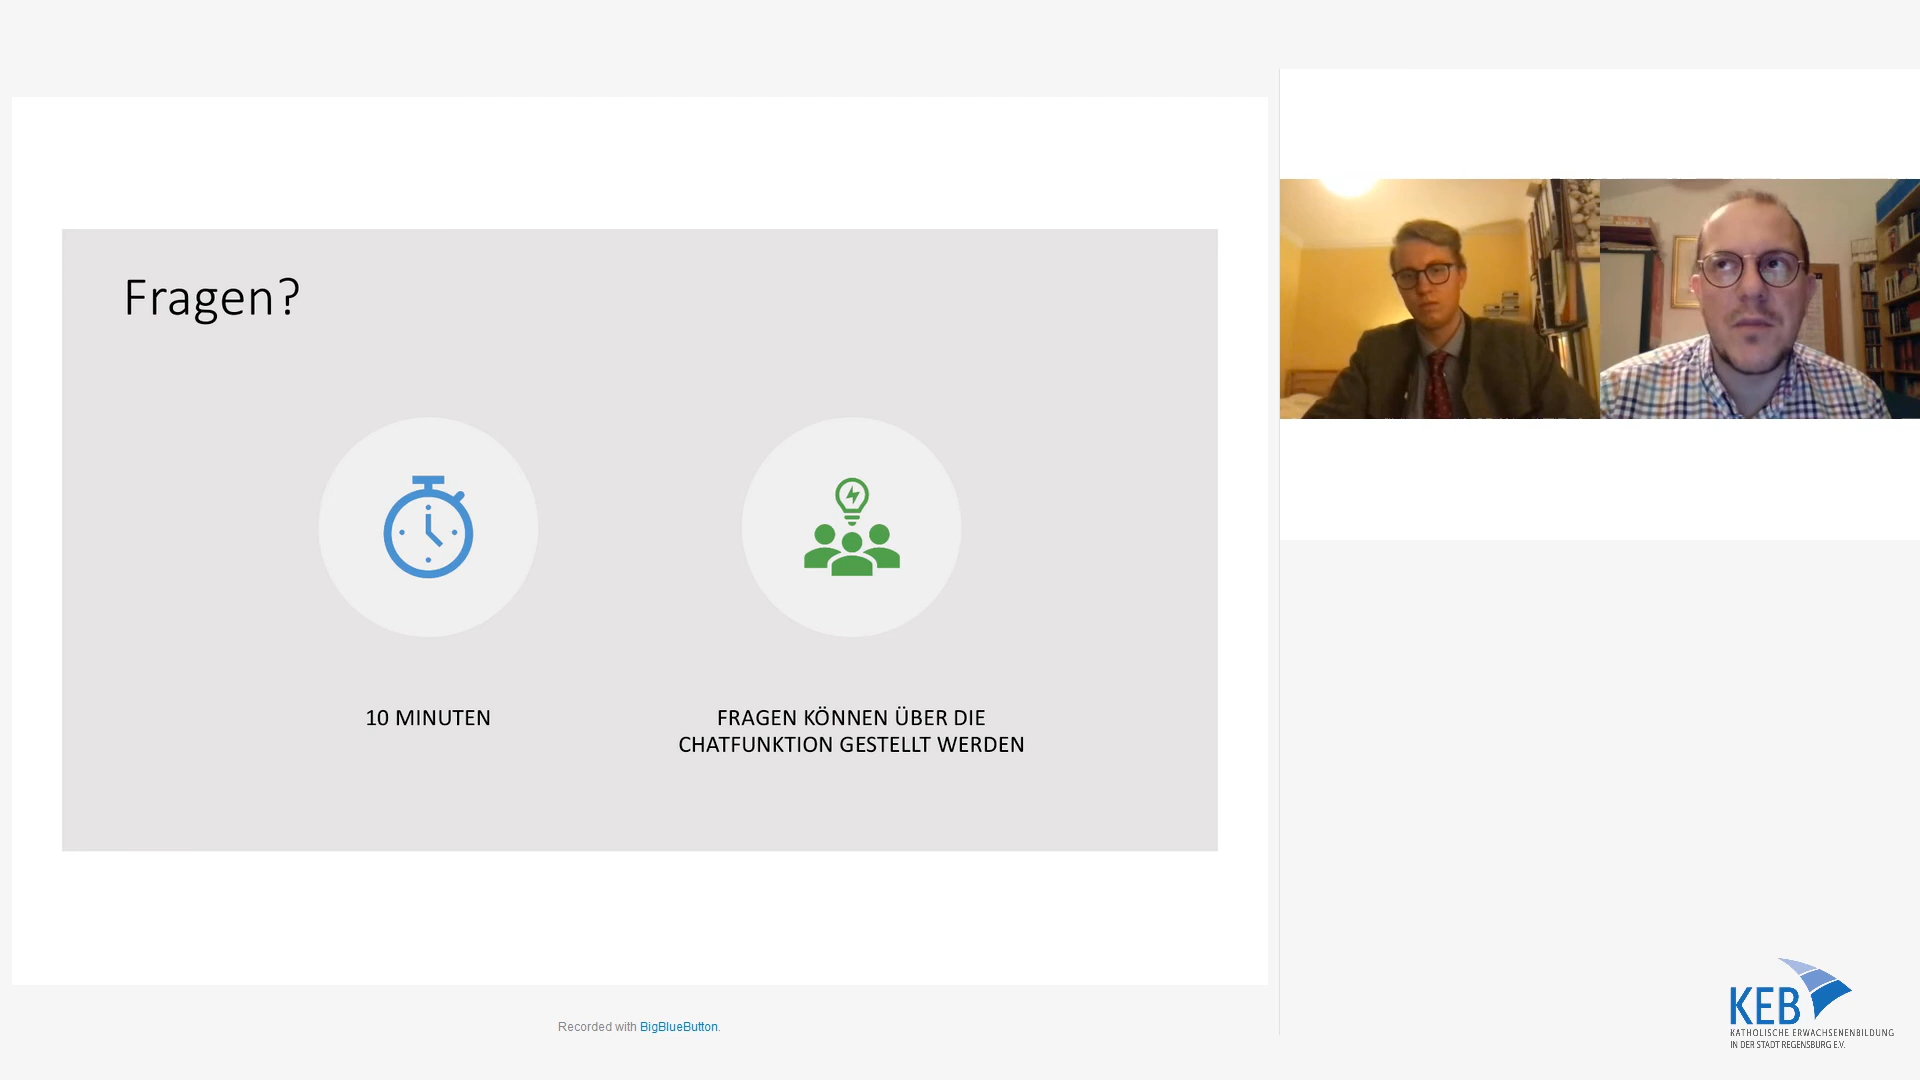 Fragen?
10 MINUTEN
FRAGEN KÖNNEN ÜBER DIE
CHATFUNKTION GESTELLT WERDEN
Recorded with BigBlueButton.
KEB
KATHOLISCHE ERWACHSENENBILDUNG
IN DER STADT REGENSBURG E.V.